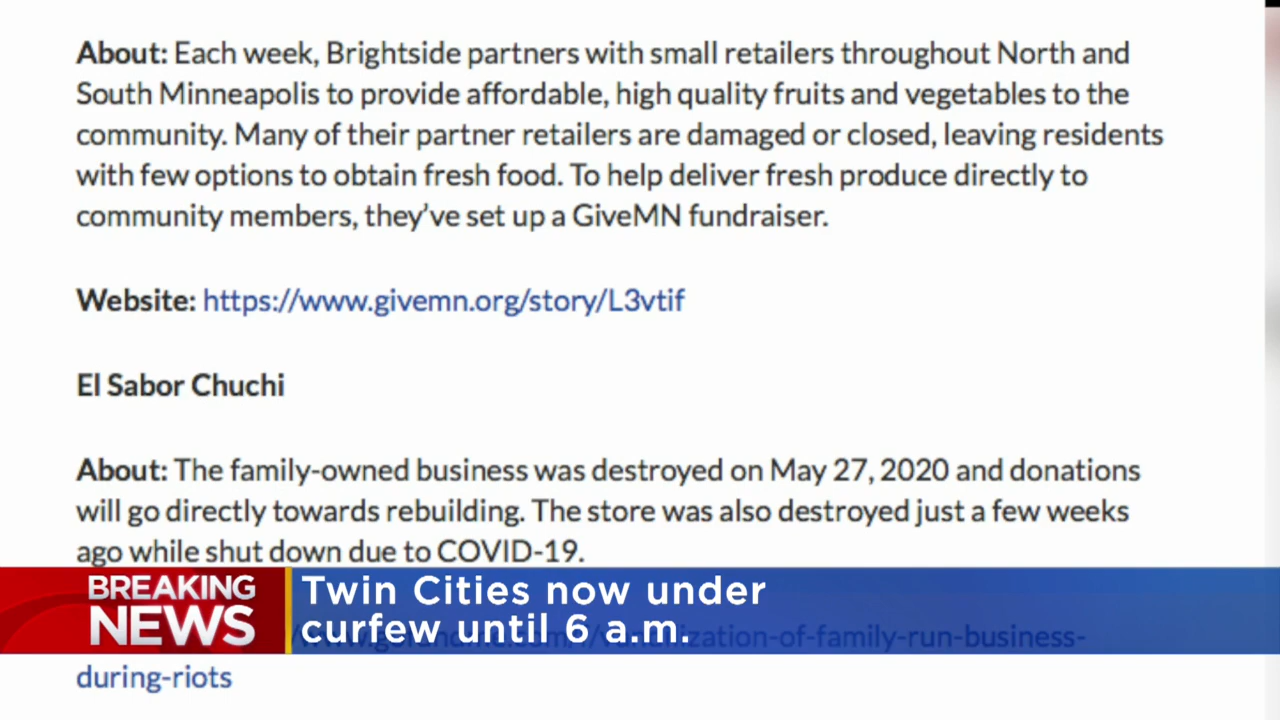 About: Each week, Brightside partners with small retailers throughout North and
South Minneapolis to provide affordable, high quality fruits and vegetables to the
community. Many of their partner retailers are damaged or closed, leaving residents
with few options to obtain fresh food. To help deliver fresh produce directly to
community members, they've set up a GiveMN fundraiser.
Website: https://www.givemn.org/story/L3vtif
El Sabor Chuchi
About: The family-owned business was destroyed on May 27, 2020 and donations
will go directly towards rebuilding. The store was also destroyed just a few weeks
ago while shut down due to COVID-19.
BREAKING
NEWS
Twin Cities now under
curfew until 6 a.m.
ization-of-family-run-business-
during-riots